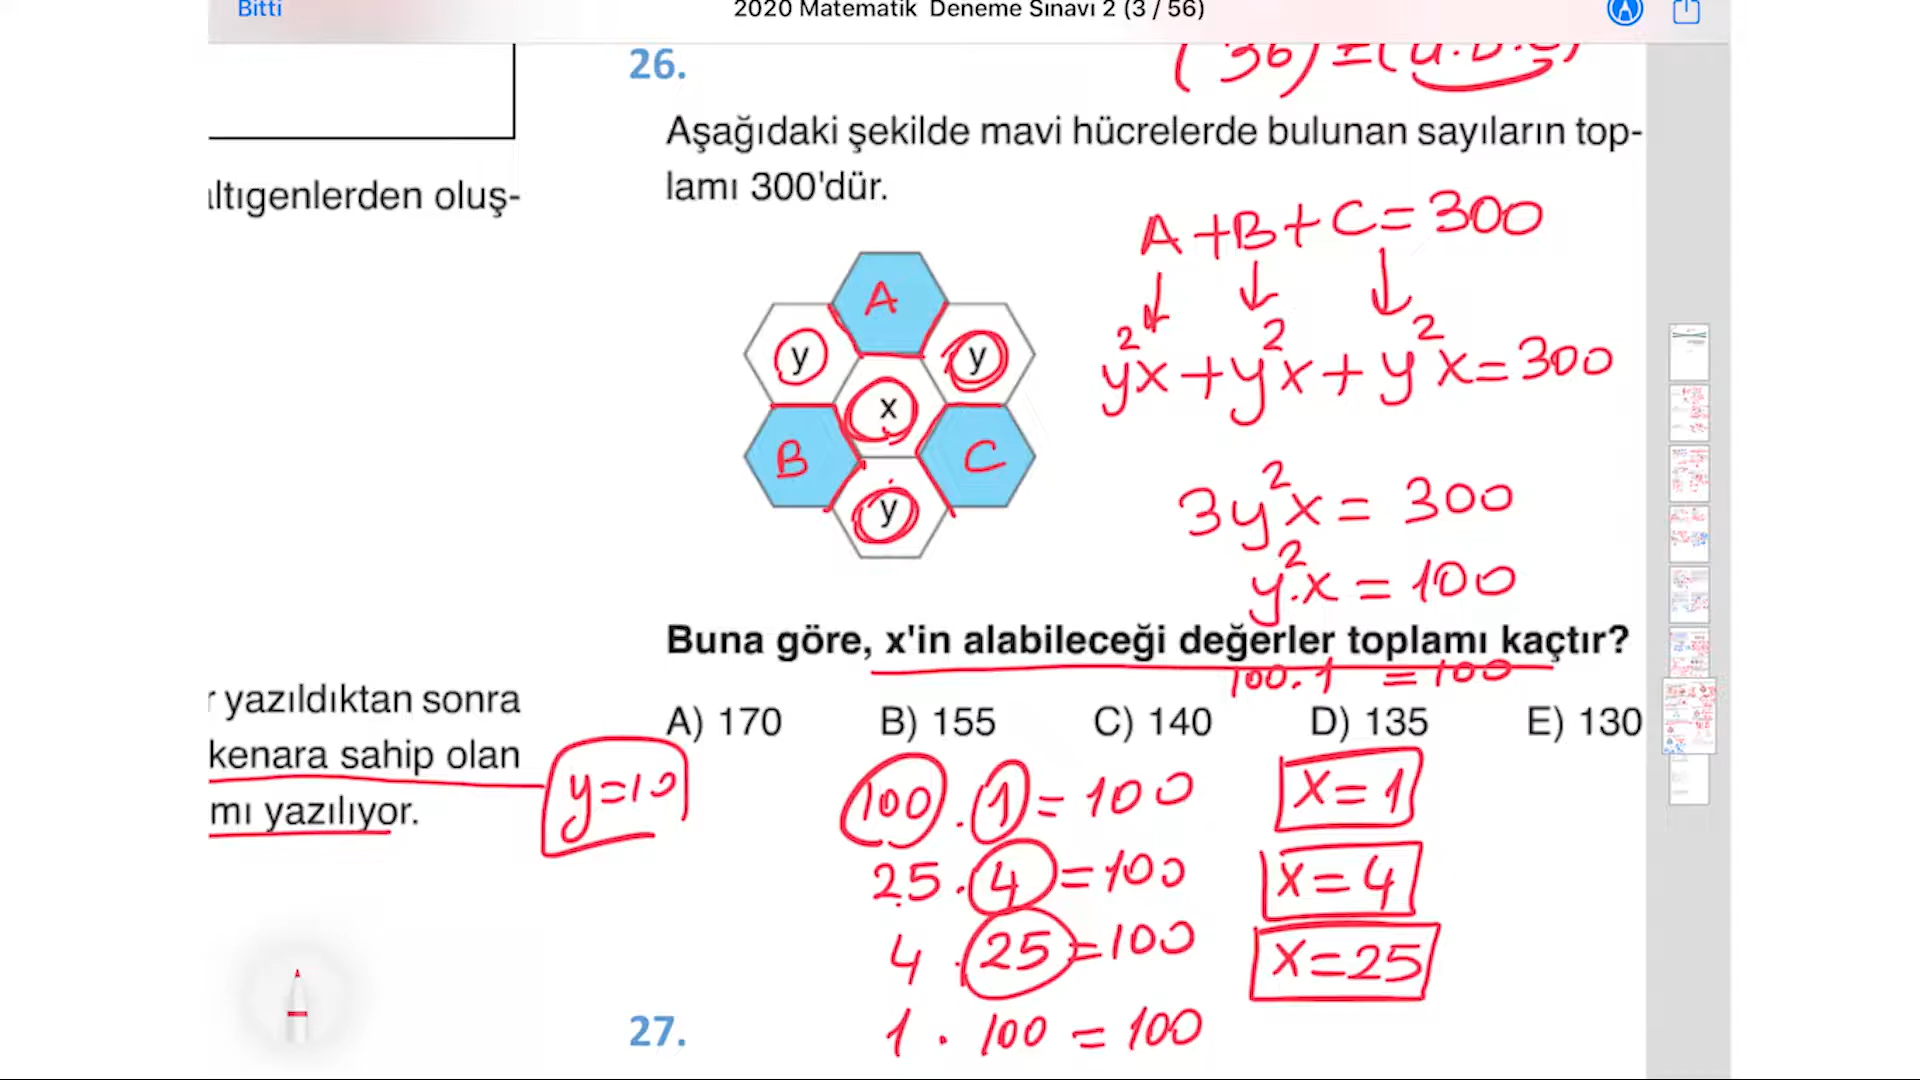 Bitti
2020 Matematik Deneme Sınavı 2 (3 / 56)
ltıgenlerden oluş-
r yazıldıktan sonra
kenara sahip olan
mı yazılıyor.
26.
Aşağıdaki şekilde mavi hücrelerde bulunan sayıların top-
lamı 300'dür.
A+B+C=300
y²x+y²x+y²x=300
3y²x=300
y².x=100
A
y
y
x
B
C
y
Buna göre, x'in alabileceği değerler toplamı kaçtır?
100.1 =100
A) 170 B) 155 C) 140 D) 135 E) 130
y=10
100.1=100 x=1
25.4=100 x=4
4.25=100 x=25
1.100=100
27.